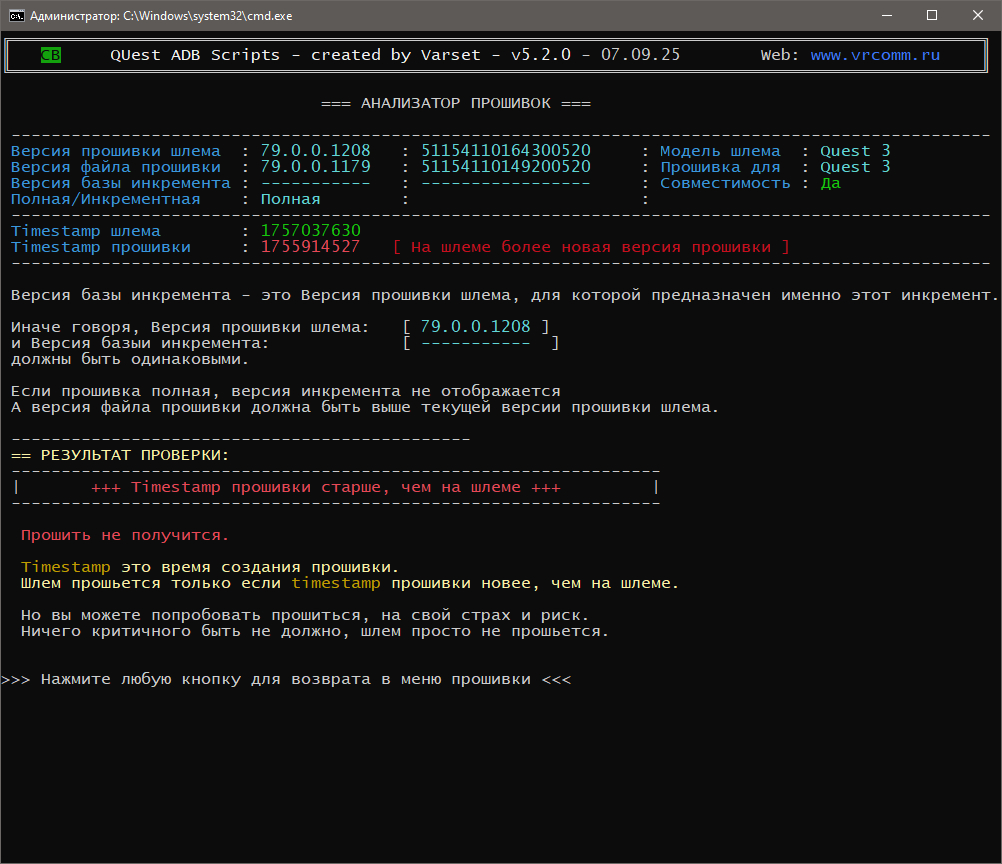 Администратор: C:\Windows\system32\cmd.exe
CB QUest ADB Scripts - created by Varset - v5.2.0 - 07.09.25 Web: www.vrcomm.ru
=== АНАЛИЗАТОР ПРОШИВОК ===
--------------------------------------------------------------------------------------------------
Версия прошивки шлема : 79.0.0.1208 : 51154110164300520 : Модель шлема : Quest 3
Версия файла прошивки : 79.0.0.1179 : 51154110149200520 : Прошивка для : Quest 3
Версия базы инкремента : ----------- : ----------------- : Совместимость : Да
Полная/Инкрементная : Полная : :
--------------------------------------------------------------------------------------------------
Timestamp шлема : 1757037630
Timestamp прошивки : 1755914527 [ На шлеме более новая версия прошивки ]
--------------------------------------------------------------------------------------------------
Версия базы инкремента - это Версия прошивки шлема, для которой предназначен именно этот инкремент.
Иначе говоря, Версия прошивки шлема: [ 79.0.0.1208 ]
и Версия базыи инкремента: [ ----------- ]
должны быть одинаковыми.
Если прошивка полная, версия инкремента не отображается
А версия файла прошивки должна быть выше текущей версии прошивки шлема.
----------------------------------------------
== РЕЗУЛЬТАТ ПРОВЕРКИ:
-----------------------------------------------------------------
| +++ Timestamp прошивки старше, чем на шлеме +++ |
-----------------------------------------------------------------
Прошить не получится.
Timestamp это время создания прошивки.
Шлем прошьется только если timestamp прошивки новее, чем на шлеме.
Но вы можете попробовать прошиться, на свой страх и риск.
Ничего критичного быть не должно, шлем просто не прошьется.
>>> Нажмите любую кнопку для возврата в меню прошивки <<<